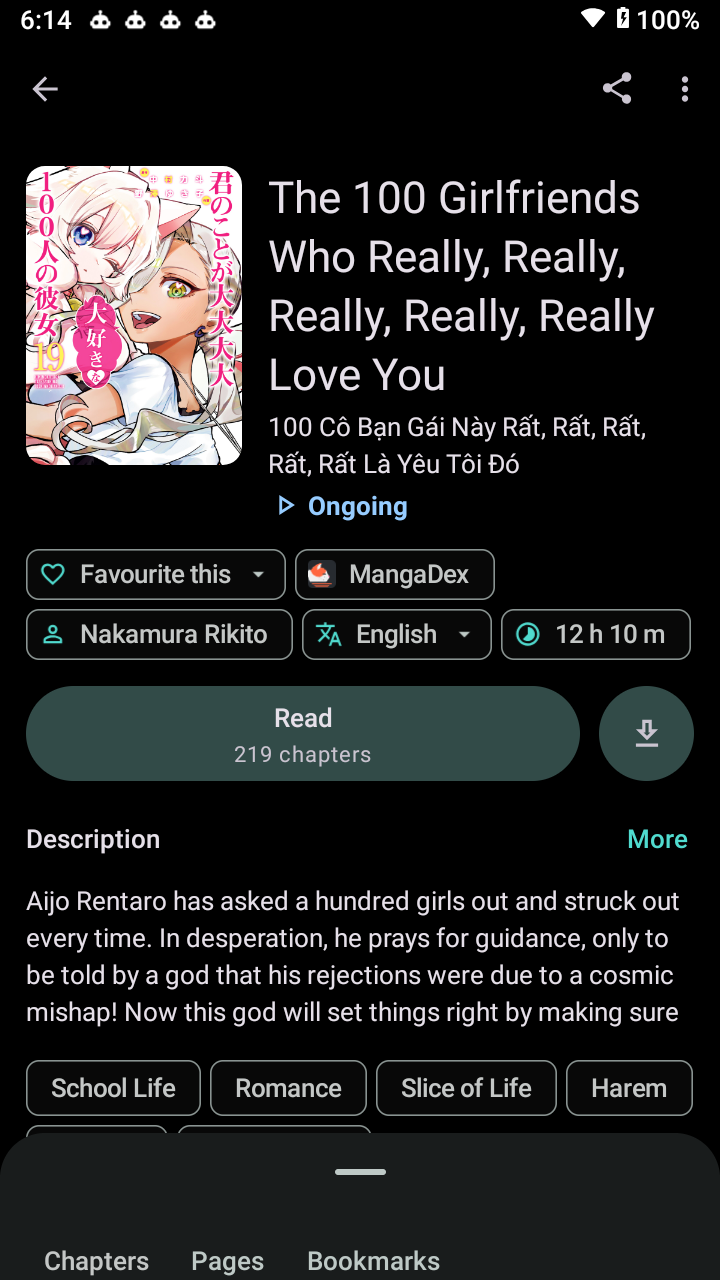 6:14
100%
君のことが大大大大
100人の彼女
大好きな
19
The 100 Girlfriends
Who Really, Really,
Really, Really, Really
Love You
100 Cô Bạn Gái Này Rất, Rất, Rất,
Rất, Rất Là Yêu Tôi Đó
Ongoing
Favourite this
MangaDex
Nakamura Rikito
English
12 h 10 m
Read
219 chapters
Description
More
Aijo Rentaro has asked a hundred girls out and struck out
every time. In desperation, he prays for guidance, only to
be told by a god that his rejections were due to a cosmic
mishap! Now this god will set things right by making sure
School Life
Romance
Slice of Life
Harem
Chapters
Pages
Bookmarks